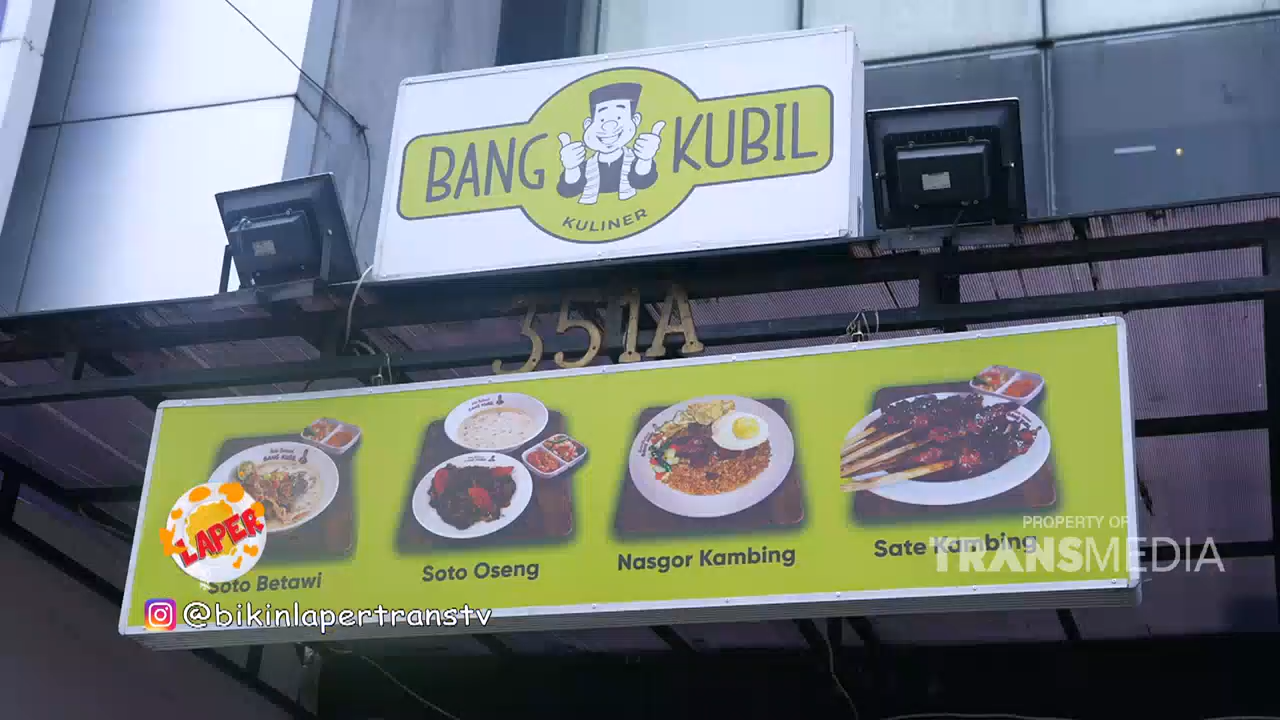 BANG KUBIL
KULINER
351A
Soto Betawi
Soto Oseng
Nasgor Kambing
Sate Kambing
LAPER
@bikinlapertranstv
PROPERTY OF
TRANSMEDIA